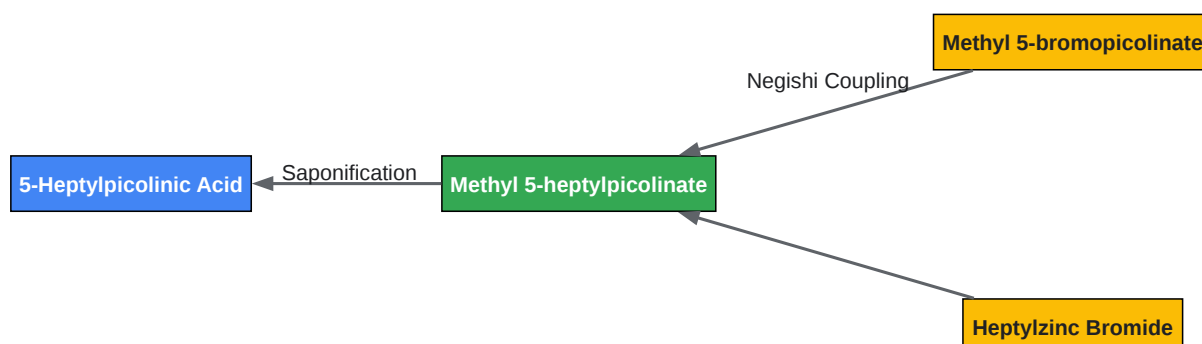 Methyl 5-bromopicolinate
Negishi Coupling
5-Heptylpicolinic Acid
Saponification
Methyl 5-heptylpicolinate
Heptylzinc Bromide